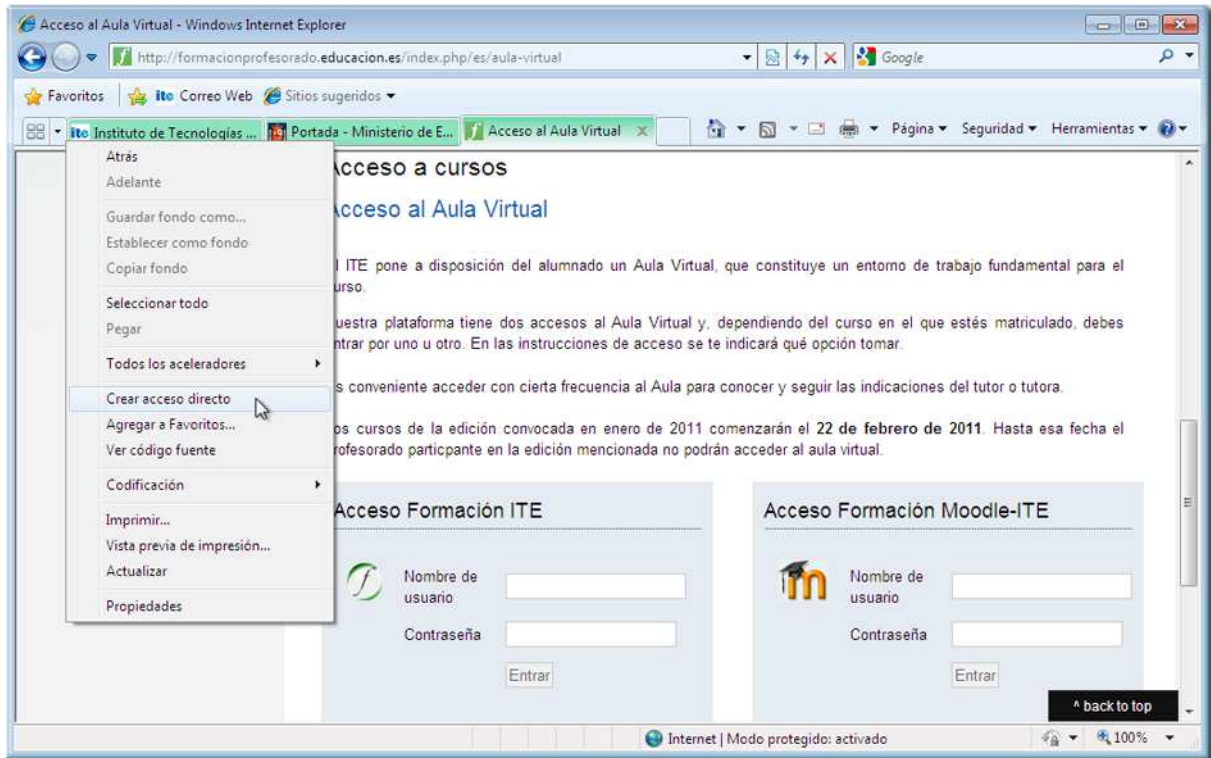 Acceso al Aula Virtual - Windows Internet Explorer
http://formacionprofesorado.educacion.es/index.php/es/aula-virtual
Google
Favoritos
ite Correo Web
Sitios sugeridos
ite Instituto de Tecnologías ...
Portada - Ministerio de E...
Acceso al Aula Virtual
Página
Seguridad
Herramientas
Atrás
Adelante
Guardar fondo como...
Establecer como fondo
Copiar fondo
Seleccionar todo
Pegar
Todos los aceleradores
Crear acceso directo
Agregar a Favoritos...
Ver código fuente
Codificación
Imprimir...
Vista previa de impresión...
Actualizar
Propiedades
cceso a cursos
cceso al Aula Virtual
l ITE pone a disposición del alumnado un Aula Virtual, que constituye un entorno de trabajo fundamental para el
urso.
uestra plataforma tiene dos accesos al Aula Virtual y, dependiendo del curso en el que estés matriculado, debes
ntrar por uno u otro. En las instrucciones de acceso se te indicará qué opción tomar.
s conveniente acceder con cierta frecuencia al Aula para conocer y seguir las indicaciones del tutor o tutora.
os cursos de la edición convocada en enero de 2011 comenzarán el 22 de febrero de 2011. Hasta esa fecha el
rofesorado particpante en la edición mencionada no podrán acceder al aula virtual.
Acceso Formación ITE
Nombre de
usuario
Contraseña
Entrar
Acceso Formación Moodle-ITE
Nombre de
usuario
Contraseña
Entrar
^ back to top
Internet | Modo protegido: activado
100%